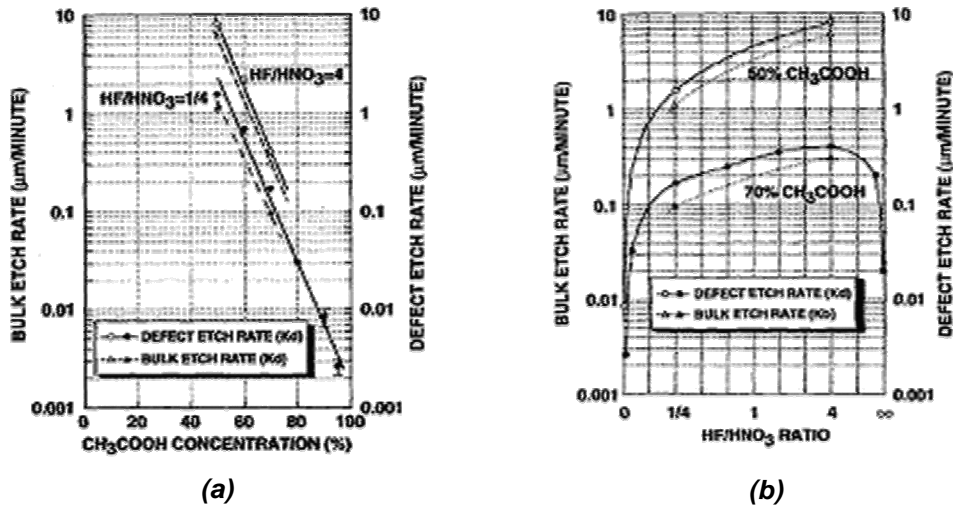 BULK ETCH RATE (μm/MINUTE)
10
1
0.1
0.01
0.001
HF/HNO3=4
HF/HNO3=1/4
DEFECT ETCH RATE (Kd)
BULK ETCH RATE (Kd)
0 20 40 60 80 100
CH3COOH CONCENTRATION (%)
10
1
0.1
0.01
0.001
DEFECT ETCH RATE (μm/MINUTE)
(a)
BULK ETCH RATE (μm/MINUTE)
10
1
0.1
0.01
0.001
50% CH3COOH
70% CH3COOH
DEFECT ETCH RATE (Kd)
BULK ETCH RATE (Kb)
0 1/4 1 4 ∞
HF/HNO3 RATIO
10
1
0.1
0.01
0.001
DEFECT ETCH RATE (μm/MINUTE)
(b)